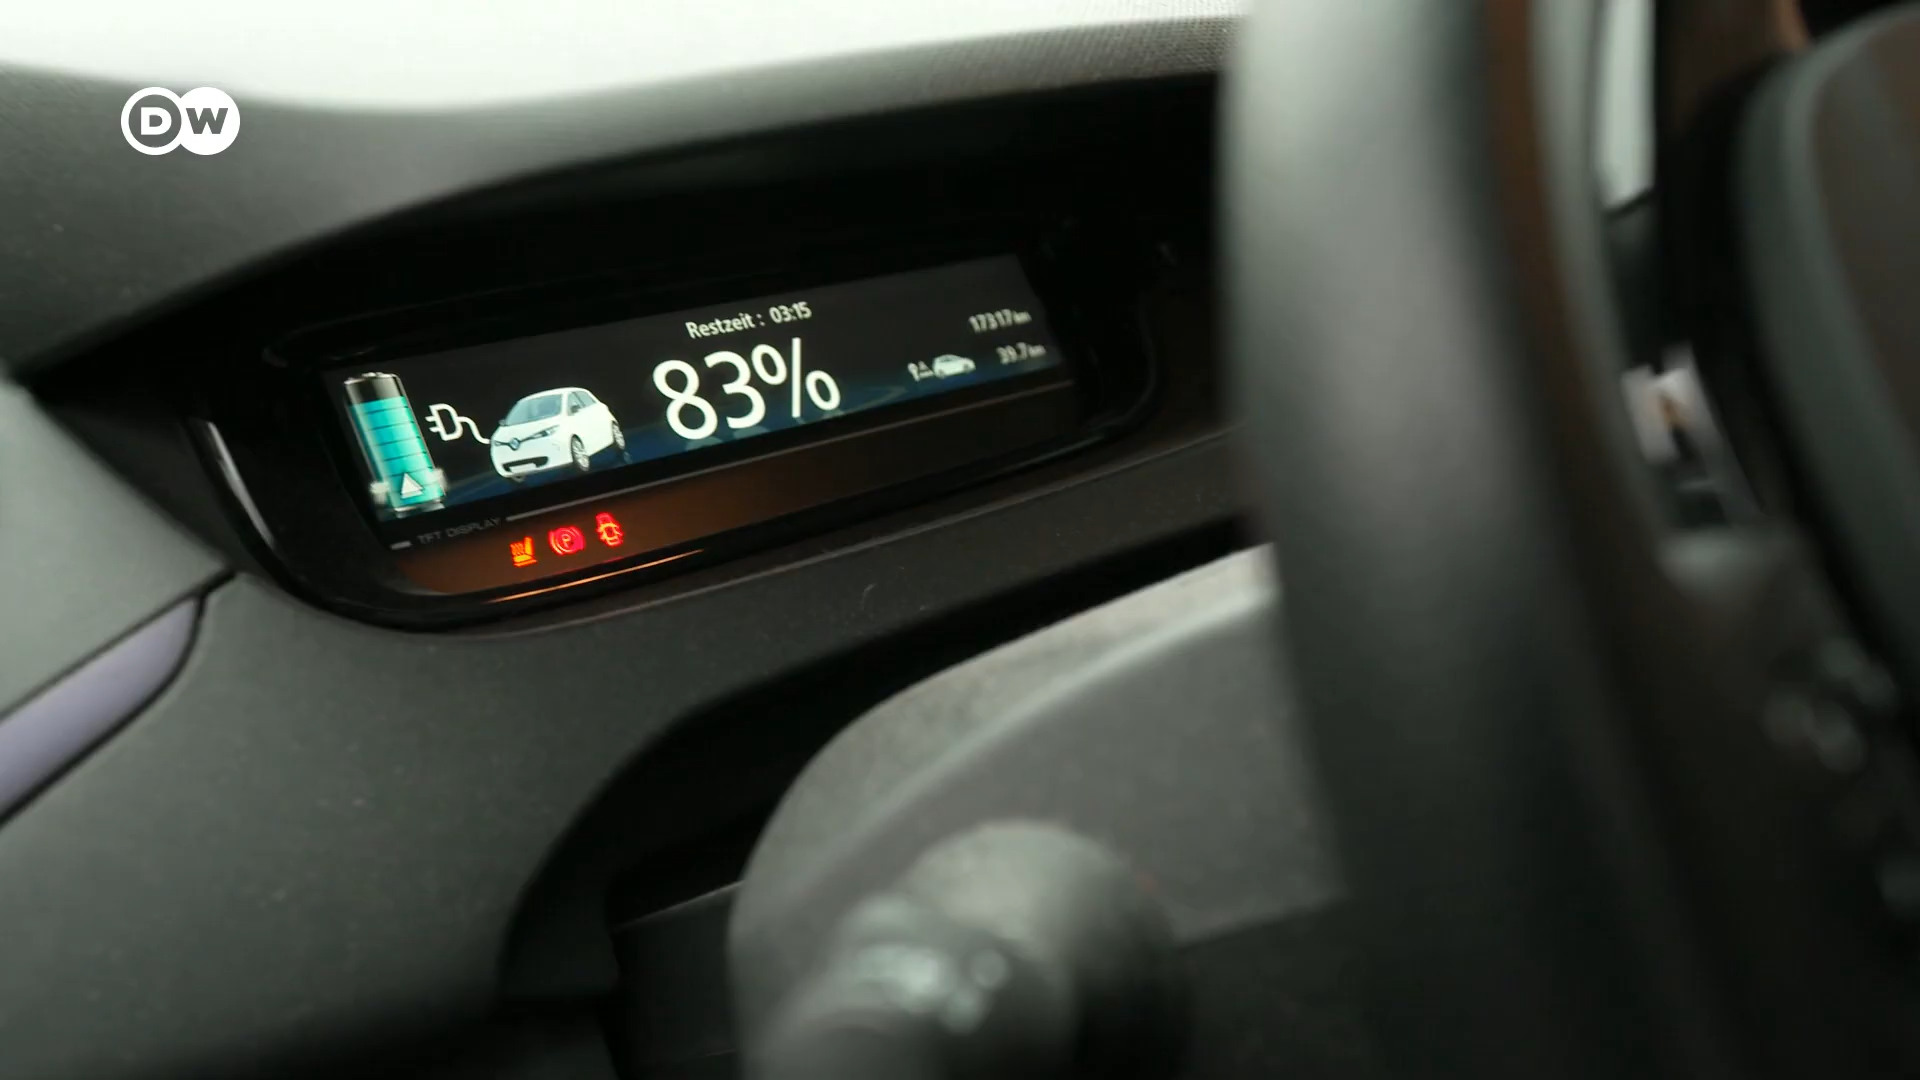 DW
Restzeit : 03:15
83%
17317 km
39.7 km
TFT DISPLAY
P